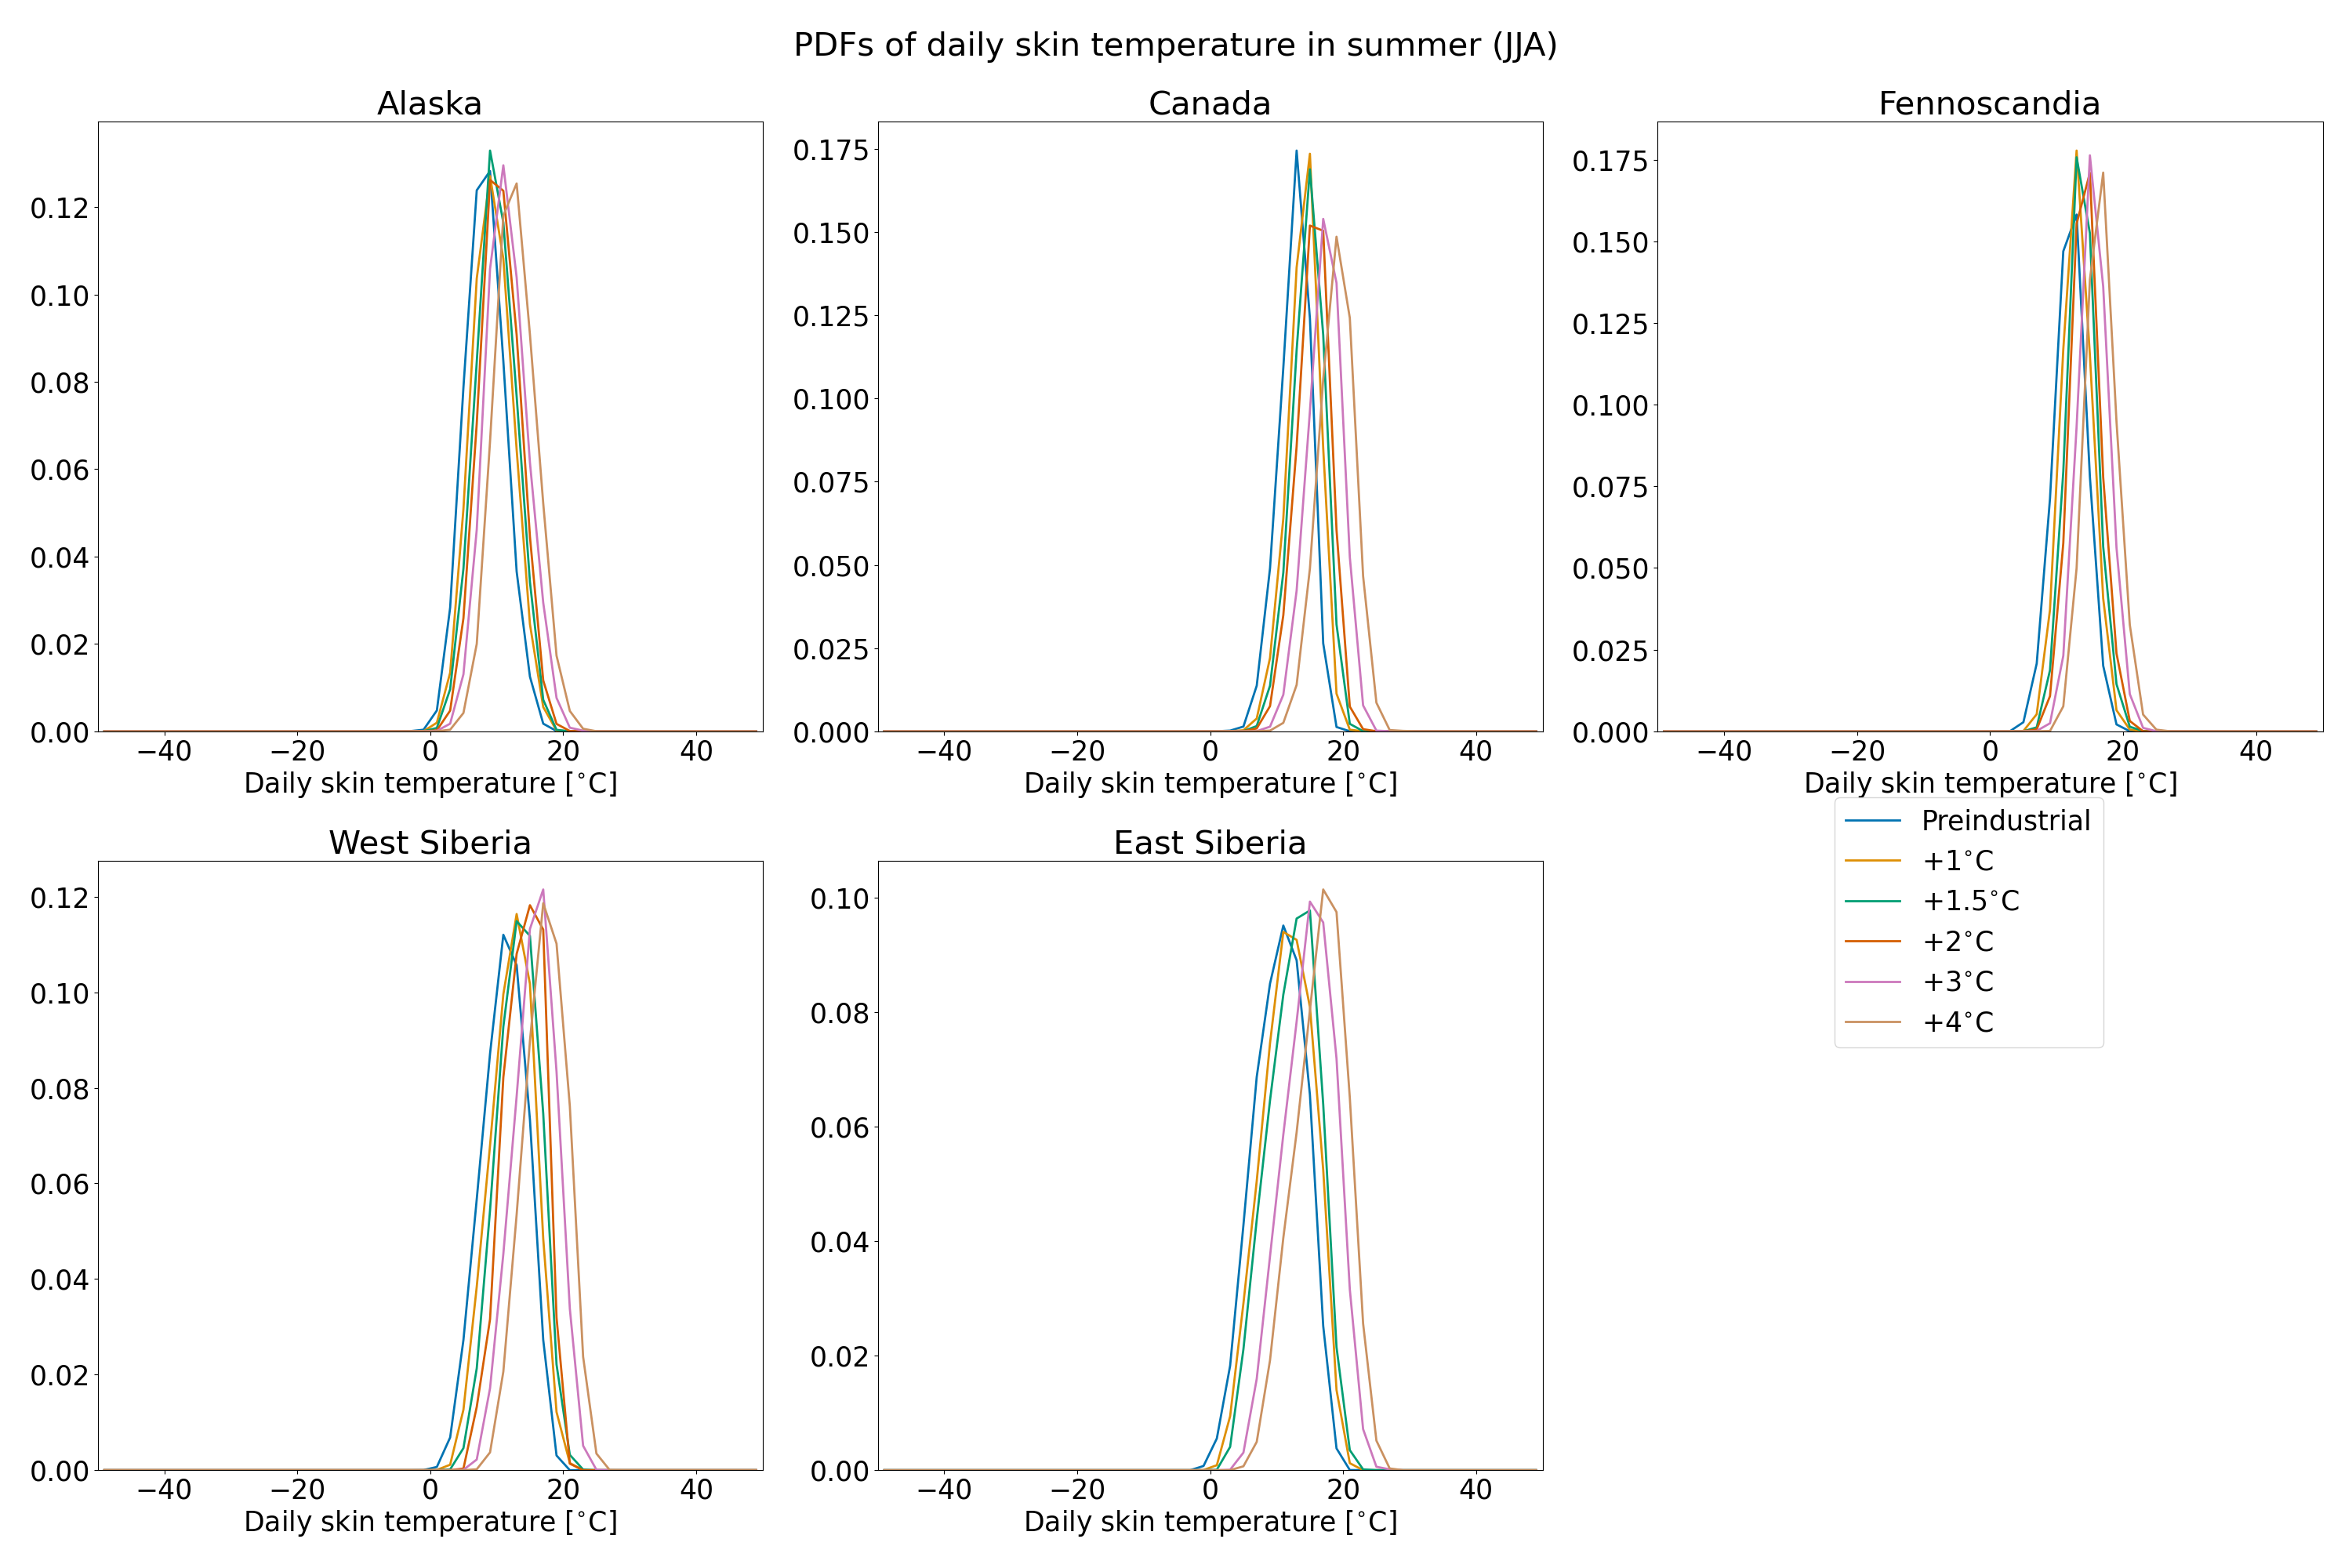 PDFs of daily skin temperature in summer (JJA)
Alaska
0.12
0.10
0.08
0.06
0.04
0.02
0.00
−40 −20 0 20 40
Daily skin temperature [°C]
Canada
0.175
0.150
0.125
0.100
0.075
0.050
0.025
0.000
−40 −20 0 20 40
Daily skin temperature [°C]
Fennoscandia
0.175
0.150
0.125
0.100
0.075
0.050
0.025
0.000
−40 −20 0 20 40
Daily skin temperature [°C]
West Siberia
0.12
0.10
0.08
0.06
0.04
0.02
0.00
−40 −20 0 20 40
Daily skin temperature [°C]
East Siberia
0.10
0.08
0.06
0.04
0.02
0.00
−40 −20 0 20 40
Daily skin temperature [°C]
Preindustrial
+1°C
+1.5°C
+2°C
+3°C
+4°C